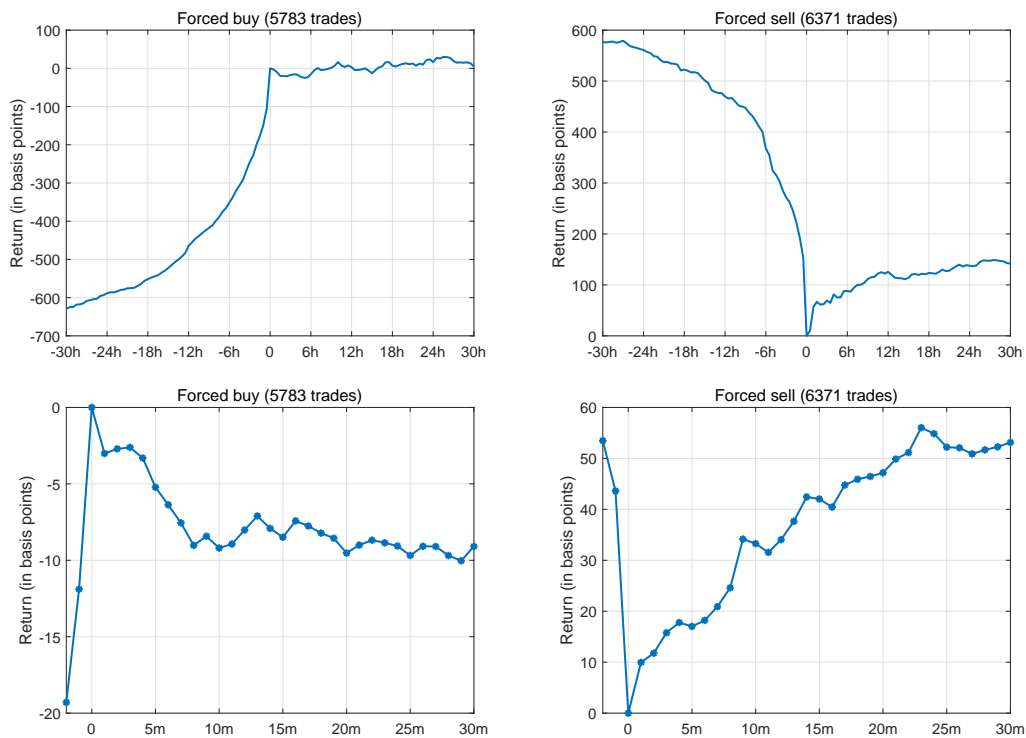 Forced buy (5783 trades)
Return (in basis points)
100
0
-100
-200
-300
-400
-500
-600
-700
-30h -24h -18h -12h -6h 0 6h 12h 18h 24h 30h
Forced sell (6371 trades)
Return (in basis points)
600
500
400
300
200
100
0
-30h -24h -18h -12h -6h 0 6h 12h 18h 24h 30h
Forced buy (5783 trades)
Return (in basis points)
0
-5
-10
-15
-20
0 5m 10m 15m 20m 25m 30m
Forced sell (6371 trades)
Return (in basis points)
60
50
40
30
20
10
0
0 5m 10m 15m 20m 25m 30m